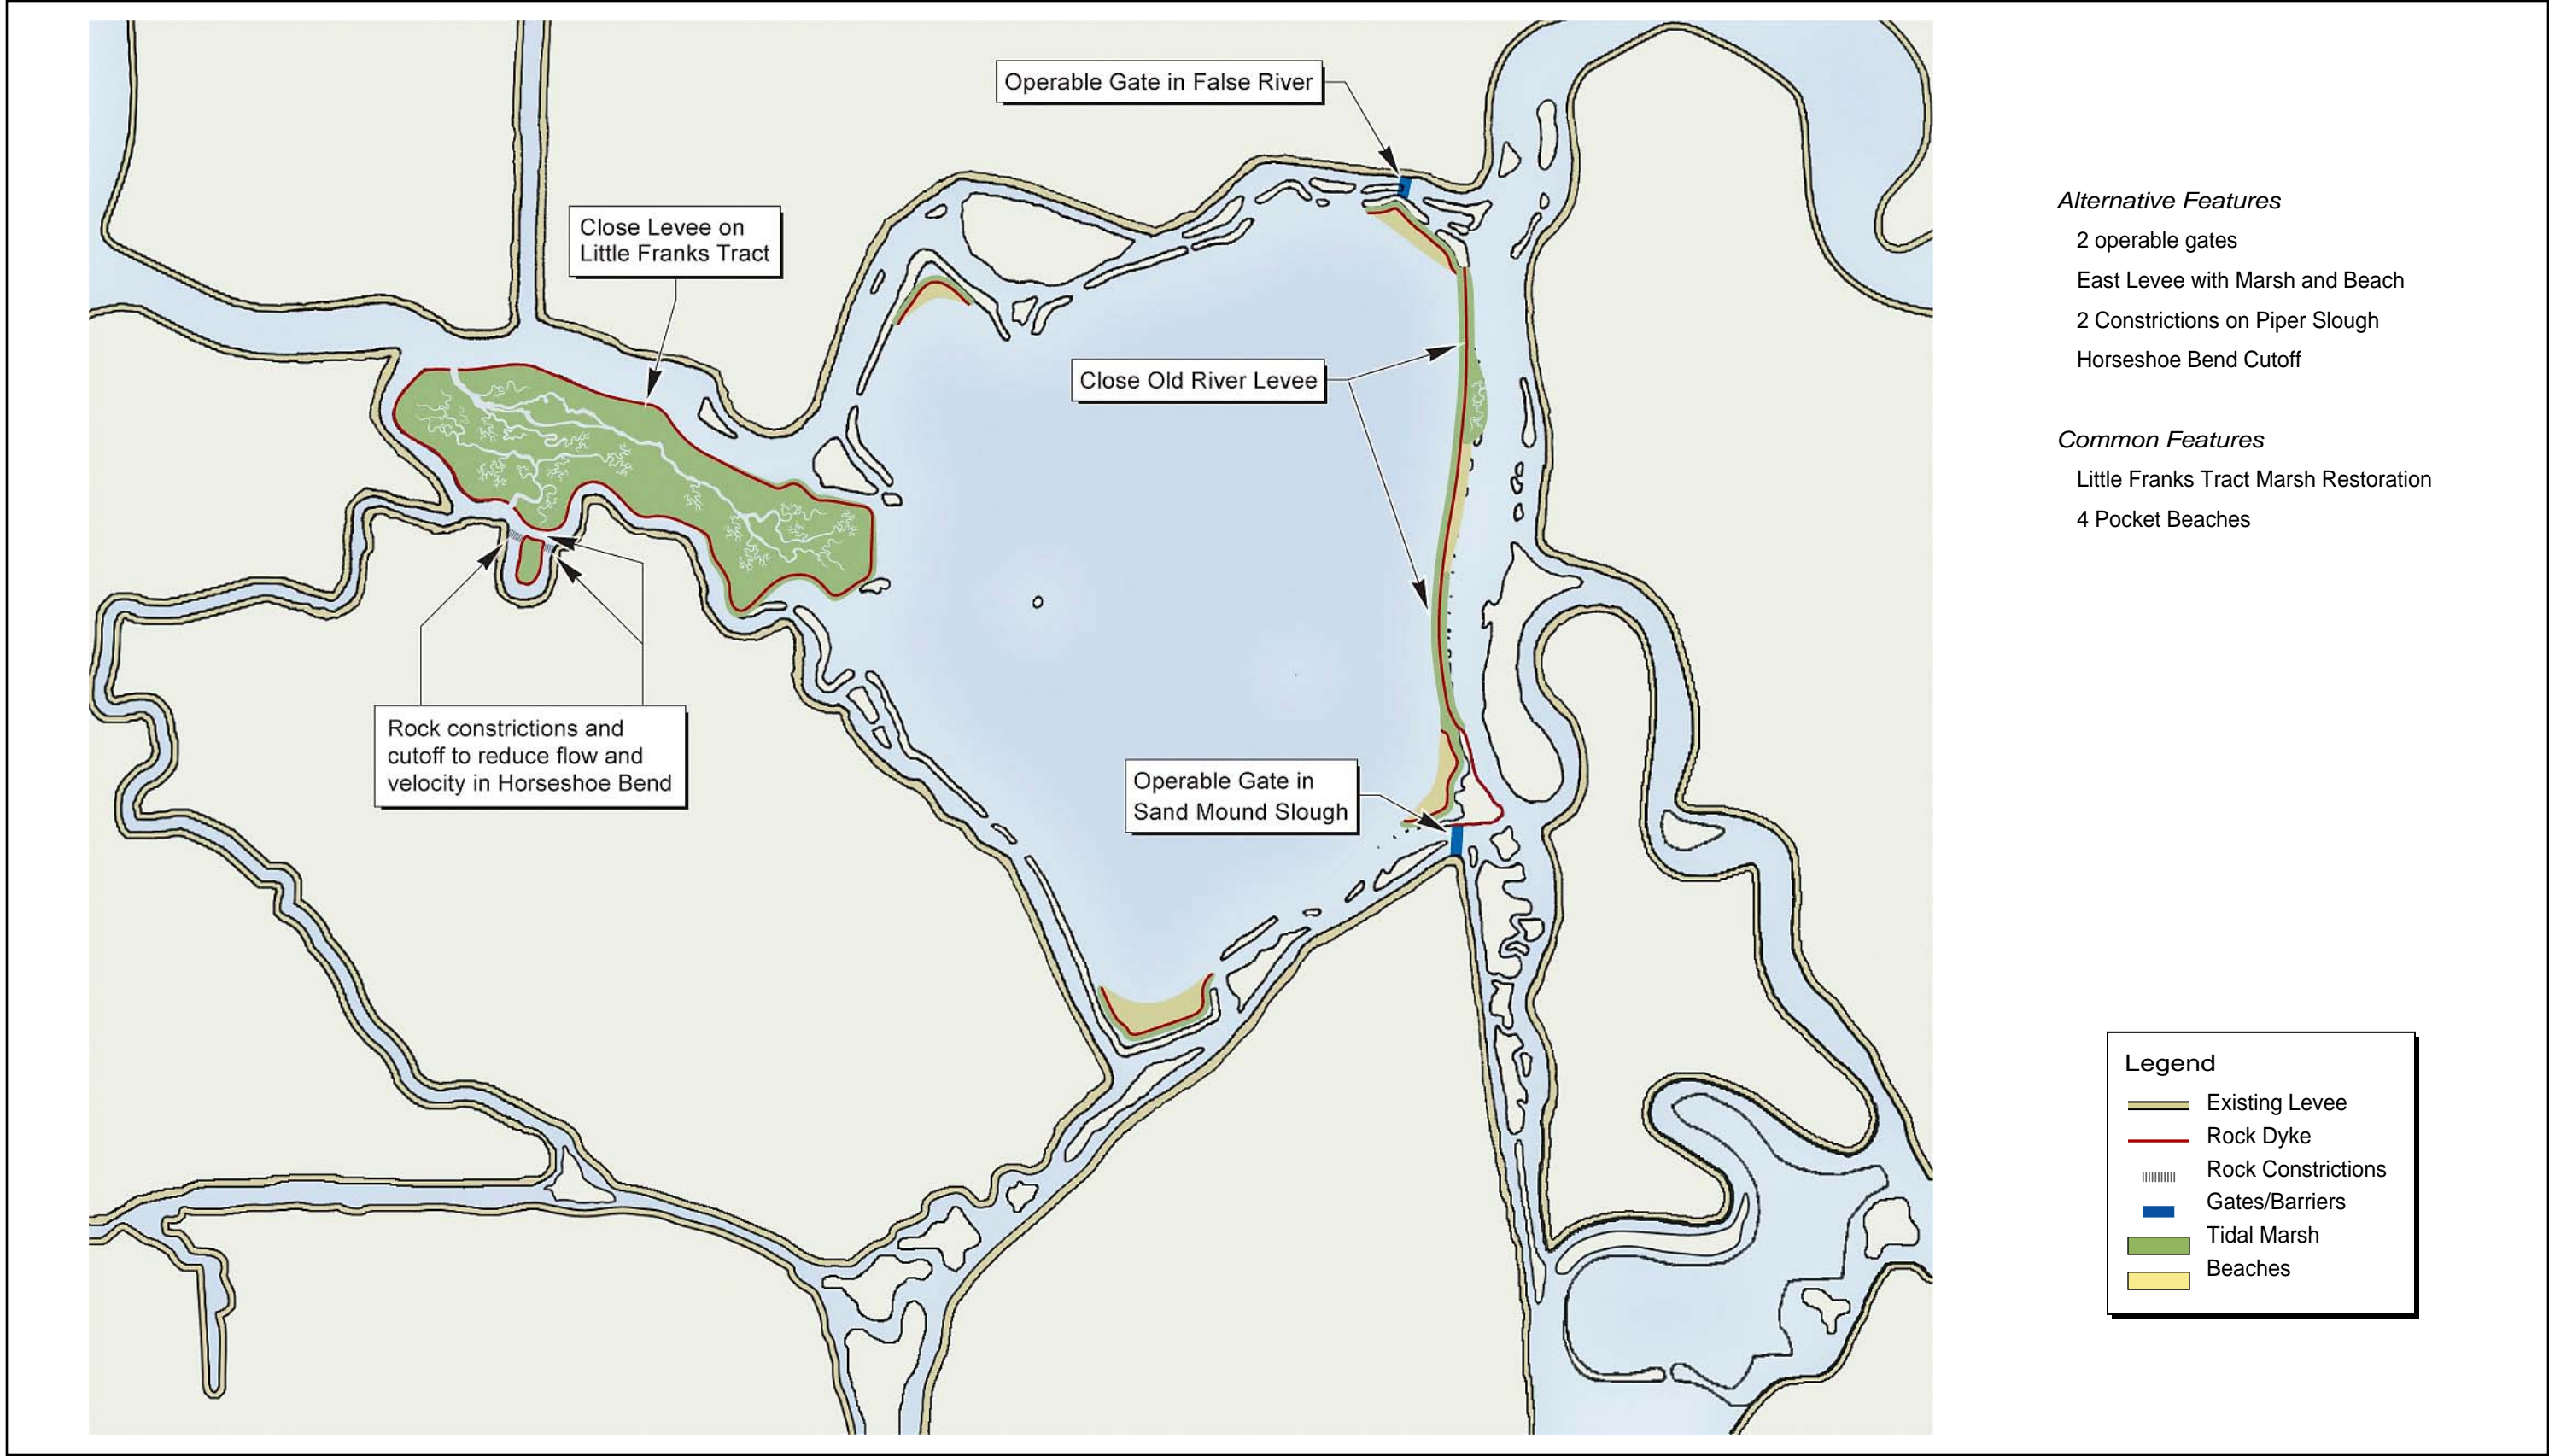 Operable Gate in False River
Close Levee on
Little Franks Tract
Close Old River Levee
Rock constrictions and
cutoff to reduce flow and
velocity in Horseshoe Bend
Operable Gate in
Sand Mound Slough
Alternative Features
2 operable gates
East Levee with Marsh and Beach
2 Constrictions on Piper Slough
Horseshoe Bend Cutoff
Common Features
Little Franks Tract Marsh Restoration
4 Pocket Beaches
Legend
Existing Levee
Rock Dyke
Rock Constrictions
Gates/Barriers
Tidal Marsh
Beaches